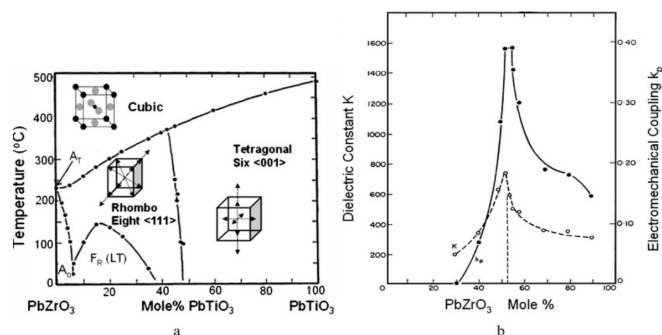 500
400
300
200
100
0
Temperature (°C)
Cubic
A_T
Rhombo
Eight <111>
Tetragonal
Six <001>
F_R (LT)
A_O
0 20 40 60 80 100
PbZrO₃ Mole% PbTiO₃ PbTiO₃
a
1600
1400
1200
1000
800
600
400
200
Dielectric Constant K
0·40
0·30
0·20
0·10
0
Electromechanical Coupling k_p
K
k_p
0 20 40 60 80 100
PbZrO₃ Mole %
b